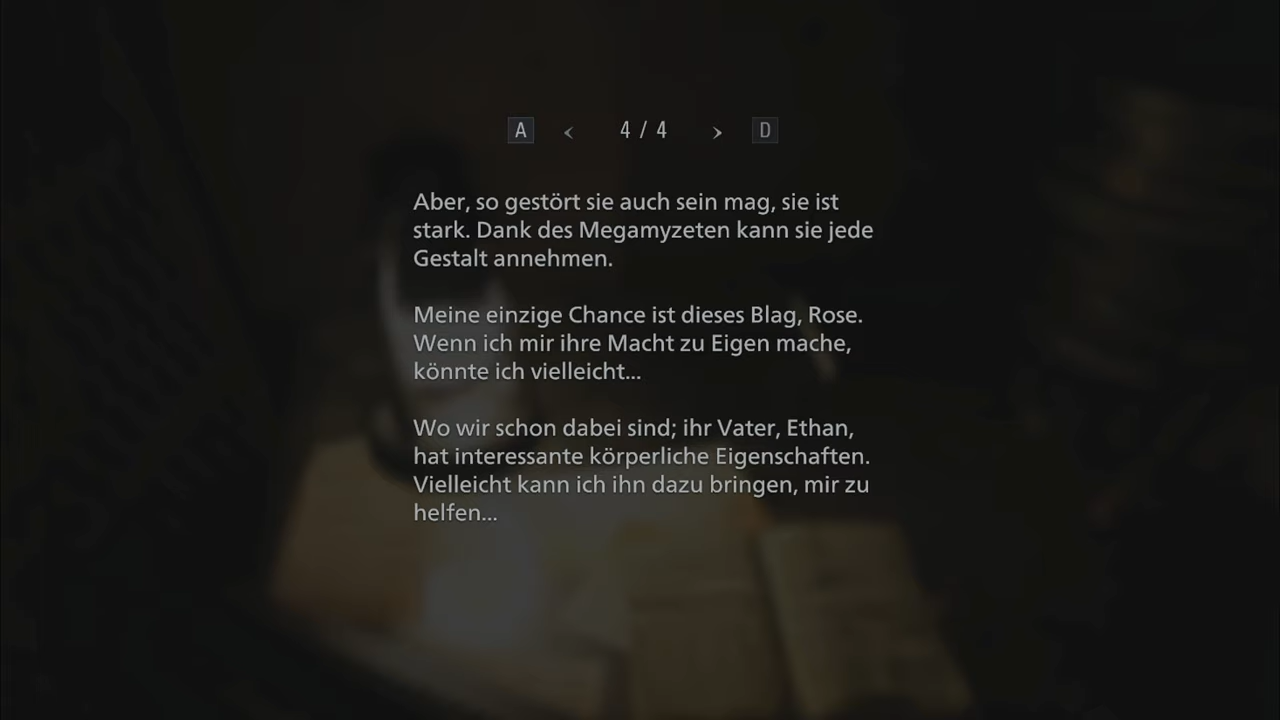 A < 4 / 4 > D
Aber, so gestört sie auch sein mag, sie ist
stark. Dank des Megamyzeten kann sie jede
Gestalt annehmen.
Meine einzige Chance ist dieses Blag, Rose.
Wenn ich mir ihre Macht zu Eigen mache,
könnte ich vielleicht...
Wo wir schon dabei sind; ihr Vater, Ethan,
hat interessante körperliche Eigenschaften.
Vielleicht kann ich ihn dazu bringen, mir zu
helfen...